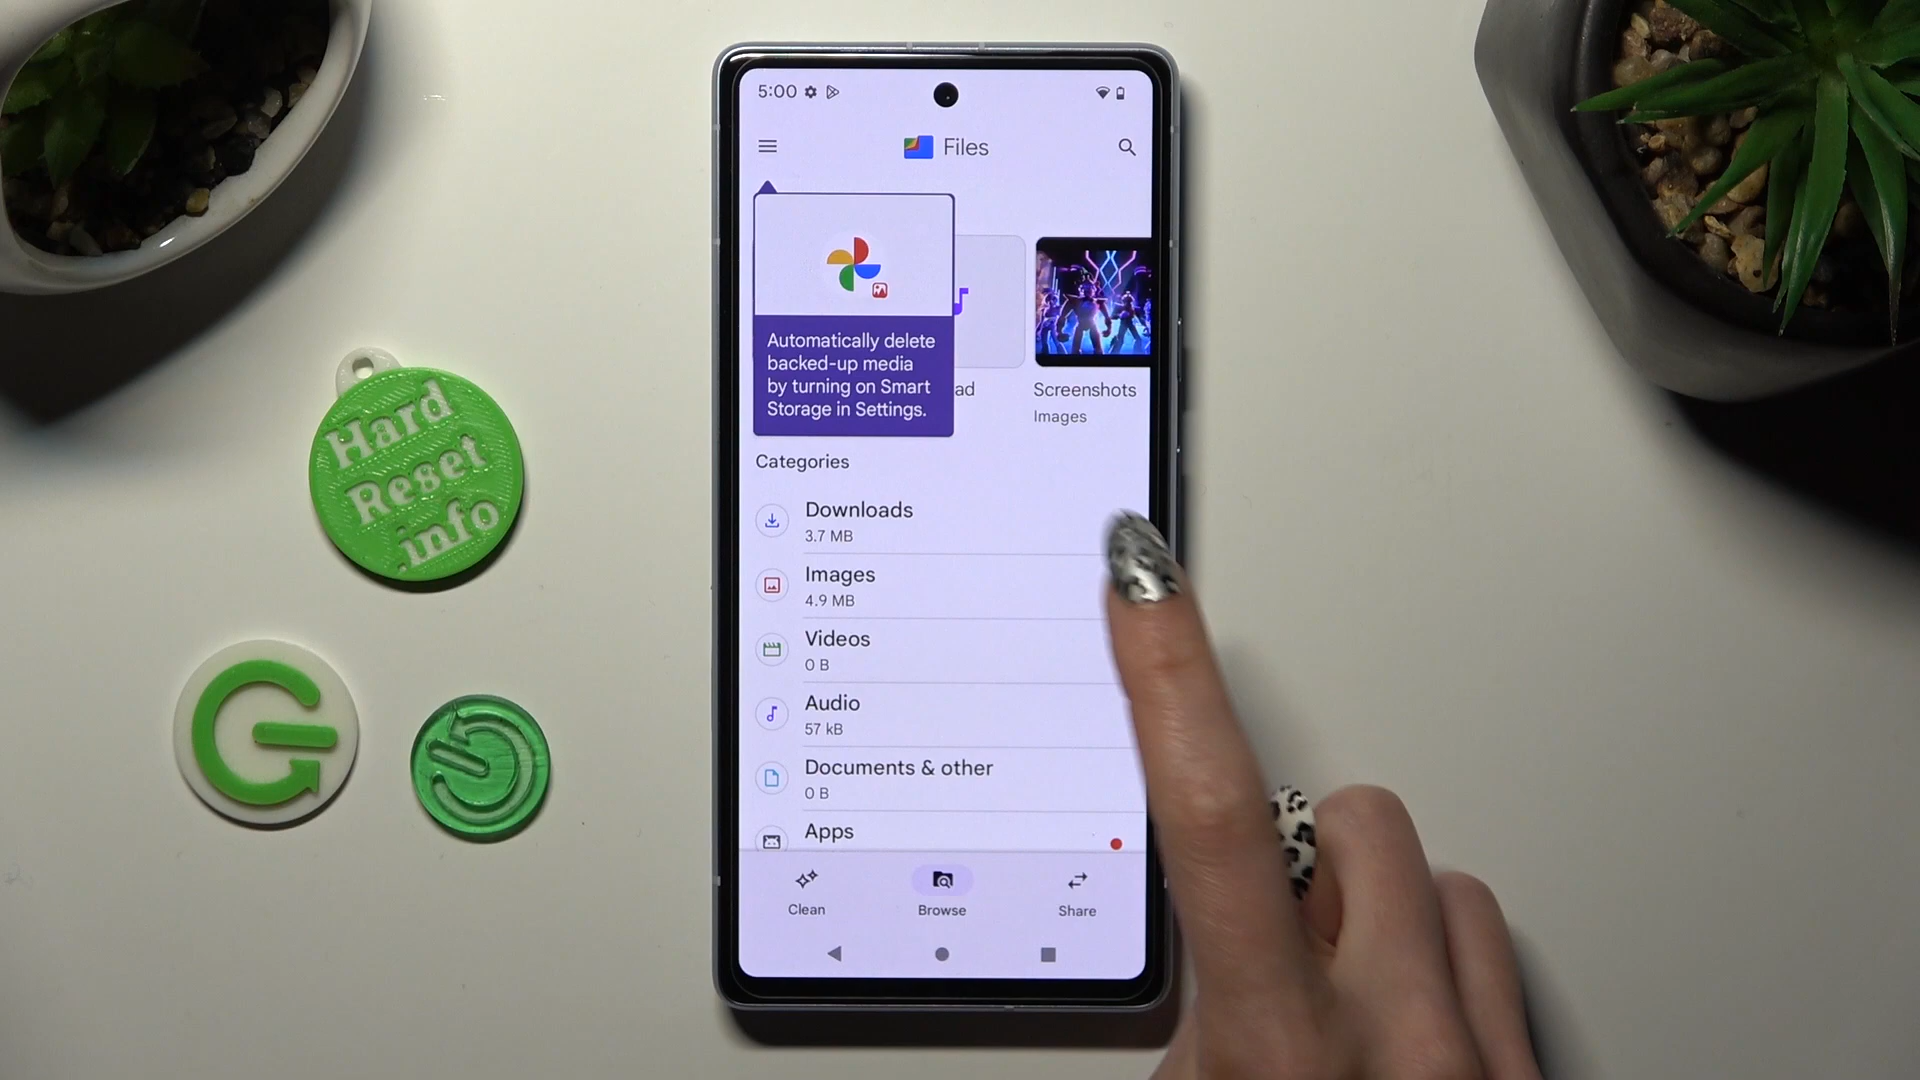 5:00
Files
Automatically delete
backed-up media
by turning on Smart
Storage in Settings.
ad
Screenshots
Images
Categories
Downloads
3.7 MB
Images
4.9 MB
Videos
0 B
Audio
57 kB
Documents & other
0 B
Apps
Clean
Browse
Share
Hard
Reset
.info